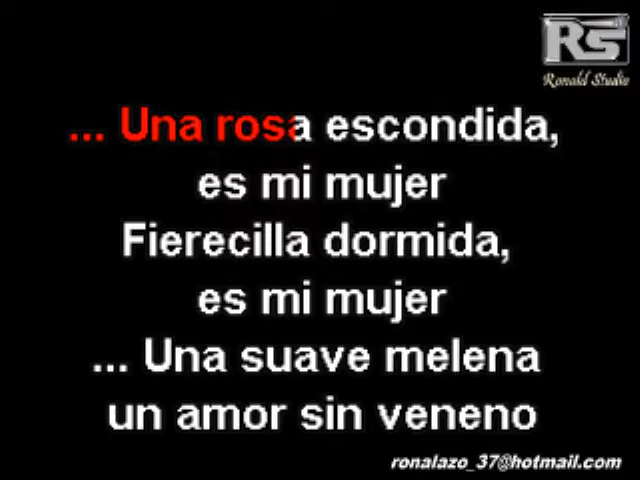 RS
Ronald Studio
... Una rosa escondida,
es mi mujer
Fierecilla dormida,
es mi mujer
... Una suave melena
un amor sin veneno
ronalazo_37@hotmail.com